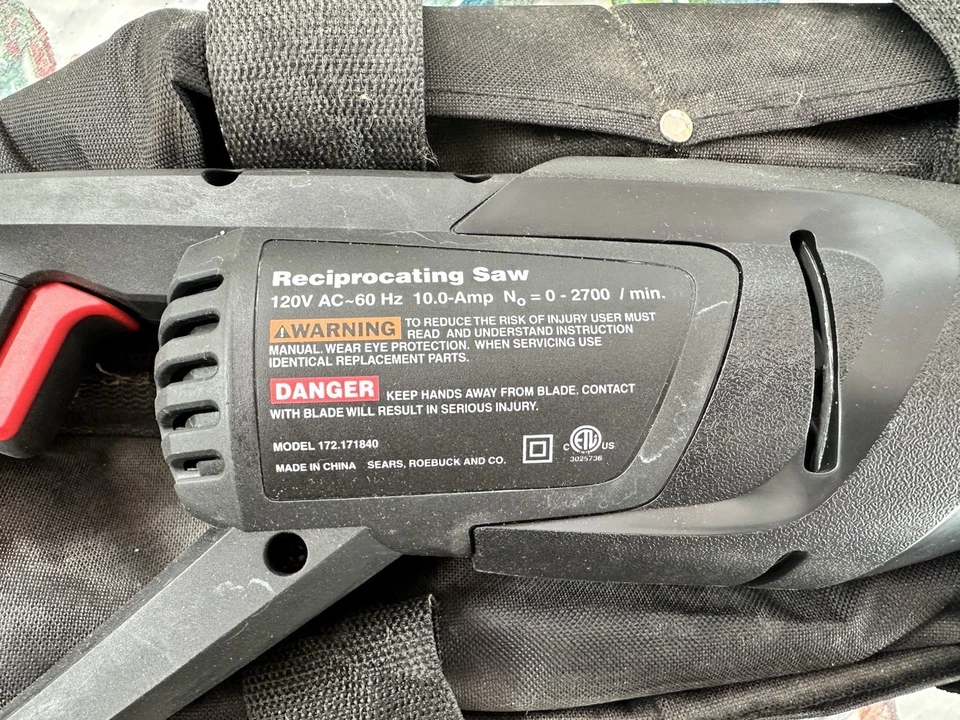 Reciprocating Saw
120V AC~60 Hz 10.0-Amp No = 0 - 2700 / min.
⚠WARNING TO REDUCE THE RISK OF INJURY USER MUST
READ AND UNDERSTAND INSTRUCTION
MANUAL. WEAR EYE PROTECTION. WHEN SERVICING USE
IDENTICAL REPLACEMENT PARTS.
DANGER KEEP HANDS AWAY FROM BLADE. CONTACT
WITH BLADE WILL RESULT IN SERIOUS INJURY.
MODEL 172.171840
MADE IN CHINA SEARS, ROEBUCK AND CO.
C ETL US
3025736